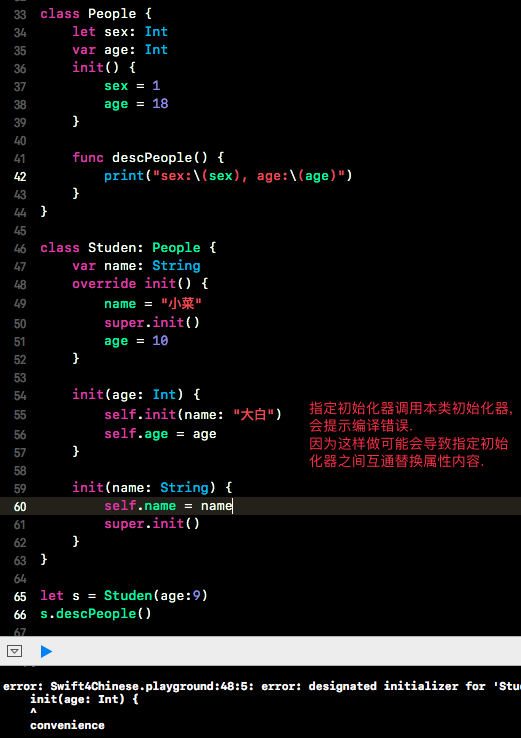 33 class People {
34 let sex: Int
35 var age: Int
36 init() {
37 sex = 1
38 age = 18
39 }
40
41 func descPeople() {
42 print("sex:\(sex), age:\(age)")
43 }
44 }
45
46 class Studen: People {
47 var name: String
48 override init() {
49 name = "小菜"
50 super.init()
51 age = 10
52 }
53
54 init(age: Int) {
55 self.init(name: "大白")
56 self.age = age
57 }
58
59 init(name: String) {
60 self.name = name
61 super.init()
62 }
63 }
64
65 let s = Studen(age:9)
66 s.descPeople()
67
指定初始化器调用本类初始化器,
会提示编译错误.
因为这样做可能会导致指定初始
化器之间互通替换属性内容.
error: Swift4Chinese.playground:48:5: error: designated initializer for 'Stu
init(age: Int) {
^
convenience